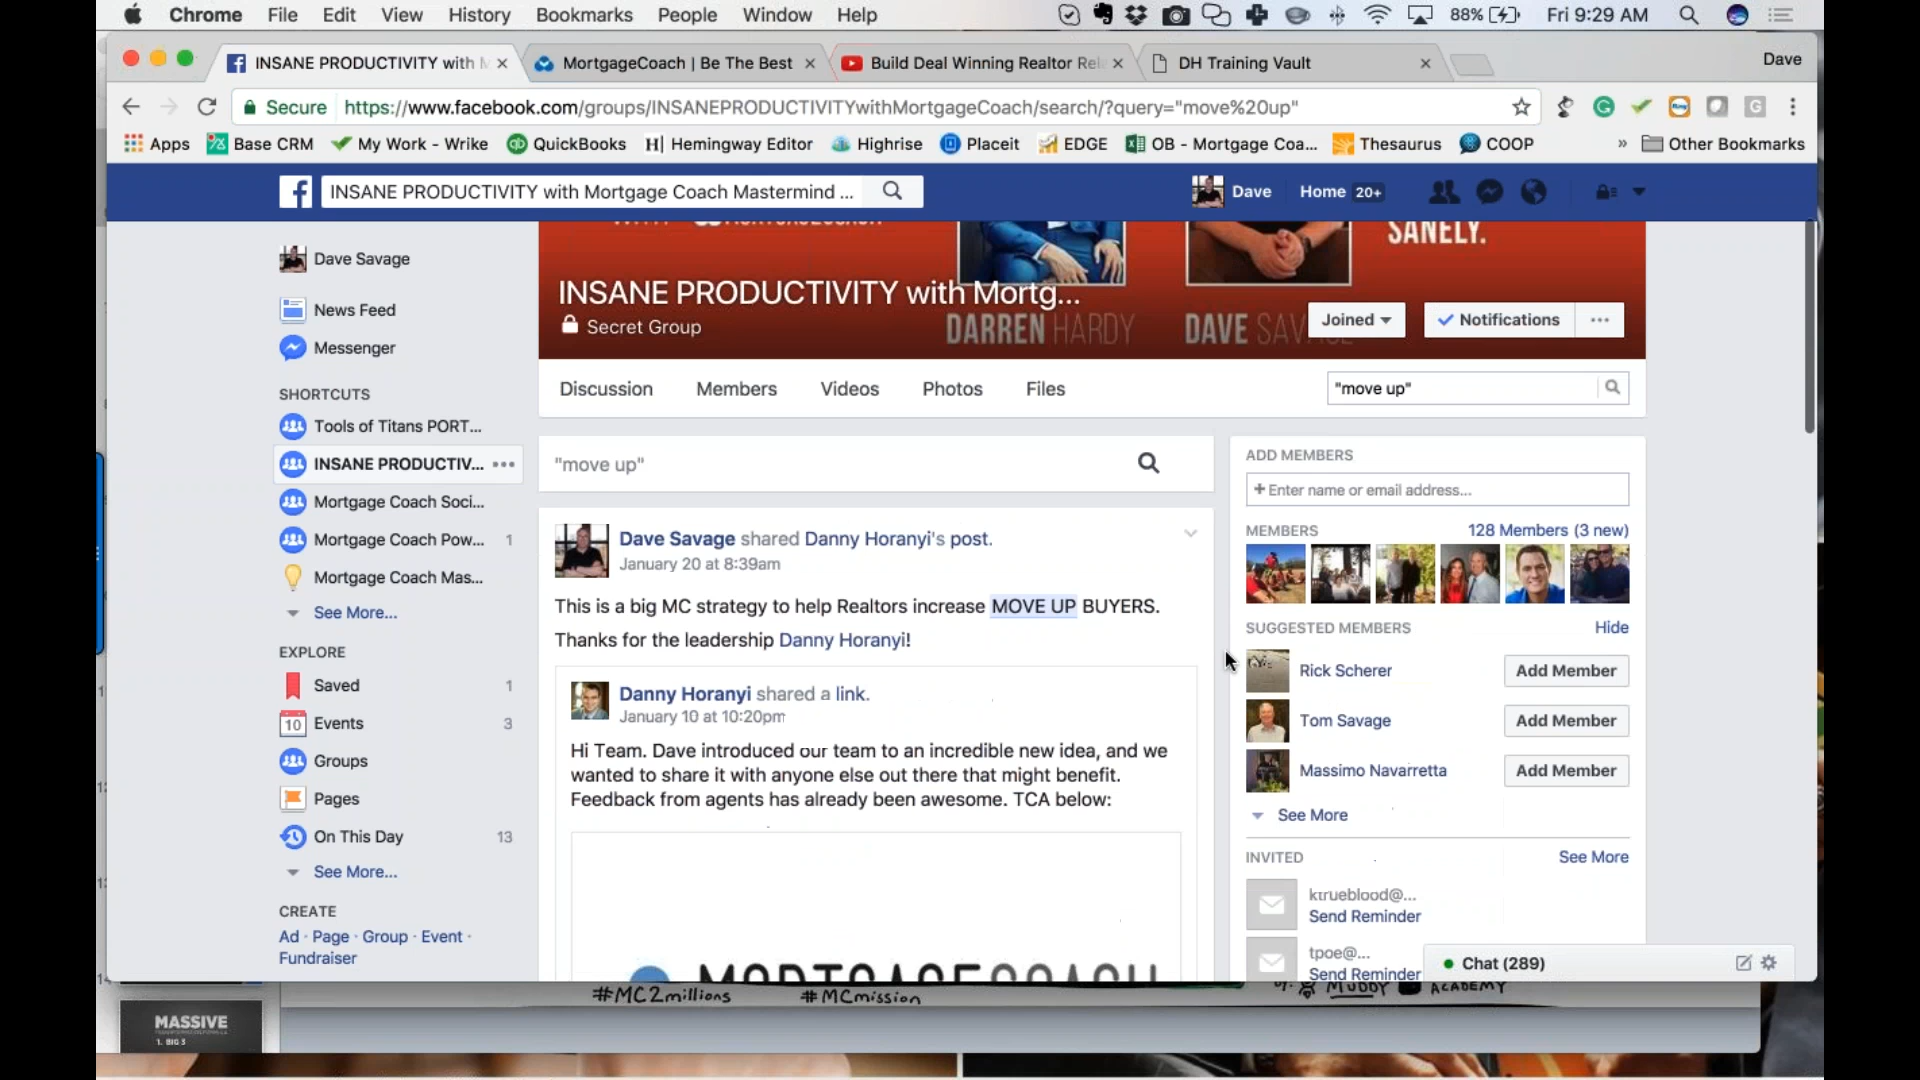 Chrome File Edit View History Bookmarks People Window Help 88% Fri 9:29 AM
INSANE PRODUCTIVITY with MortgageCoach | Be The Best Build Deal Winning Realtor Rel DH Training Vault Dave
Secure https://www.facebook.com/groups/INSANEPRODUCTIVITYwithMortgageCoach/search/?query="move%20up"
Apps Base CRM My Work - Wrike QuickBooks Hemingway Editor Highrise Placeit EDGE OB - Mortgage Coa... Thesaurus COOP » Other Bookmarks
INSANE PRODUCTIVITY with Mortgage Coach Mastermind ... Dave Home 20+
SANELY.
INSANE PRODUCTIVITY with Mortg...
Secret Group
DARREN HARDY DAVE SAV
Joined Notifications ...
Discussion Members Videos Photos Files "move up"
Dave Savage
News Feed
Messenger
SHORTCUTS
Tools of Titans PORT...
INSANE PRODUCTIV... •••
Mortgage Coach Soci...
Mortgage Coach Pow... 1
Mortgage Coach Mas...
See More...
EXPLORE
Saved 1
10 Events 3
Groups
Pages
On This Day 13
See More...
CREATE
Ad · Page · Group · Event ·
Fundraiser
"move up"
Dave Savage shared Danny Horanyi's post.
January 20 at 8:39am
This is a big MC strategy to help Realtors increase MOVE UP BUYERS.
Thanks for the leadership Danny Horanyi!
Danny Horanyi shared a link.
January 10 at 10:20pm
Hi Team. Dave introduced our team to an incredible new idea, and we
wanted to share it with anyone else out there that might benefit.
Feedback from agents has already been awesome. TCA below:
MORTGAGECOACH
ADD MEMBERS
+ Enter name or email address...
MEMBERS 128 Members (3 new)
SUGGESTED MEMBERS Hide
Rick Scherer Add Member
Tom Savage Add Member
Massimo Navarretta Add Member
See More
INVITED See More
ktrueblood@...
Send Reminder
tpoe@...
Send Reminder
Chat (289)
#MC2millions #MCmission
MUDDY ACADEMY
MASSIVE
1. BIG 3